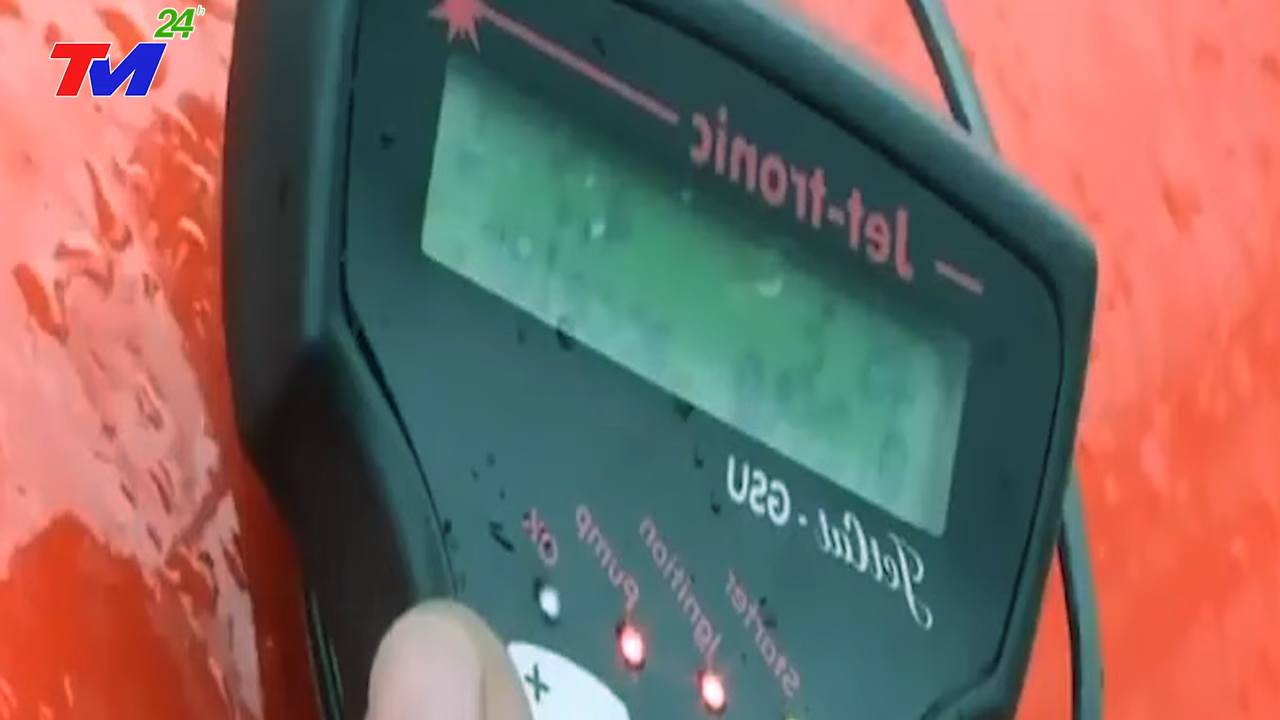 TM 24h
Jet-tronic
JetCat - GSU
OK
Pump
Ignition
Starter
+